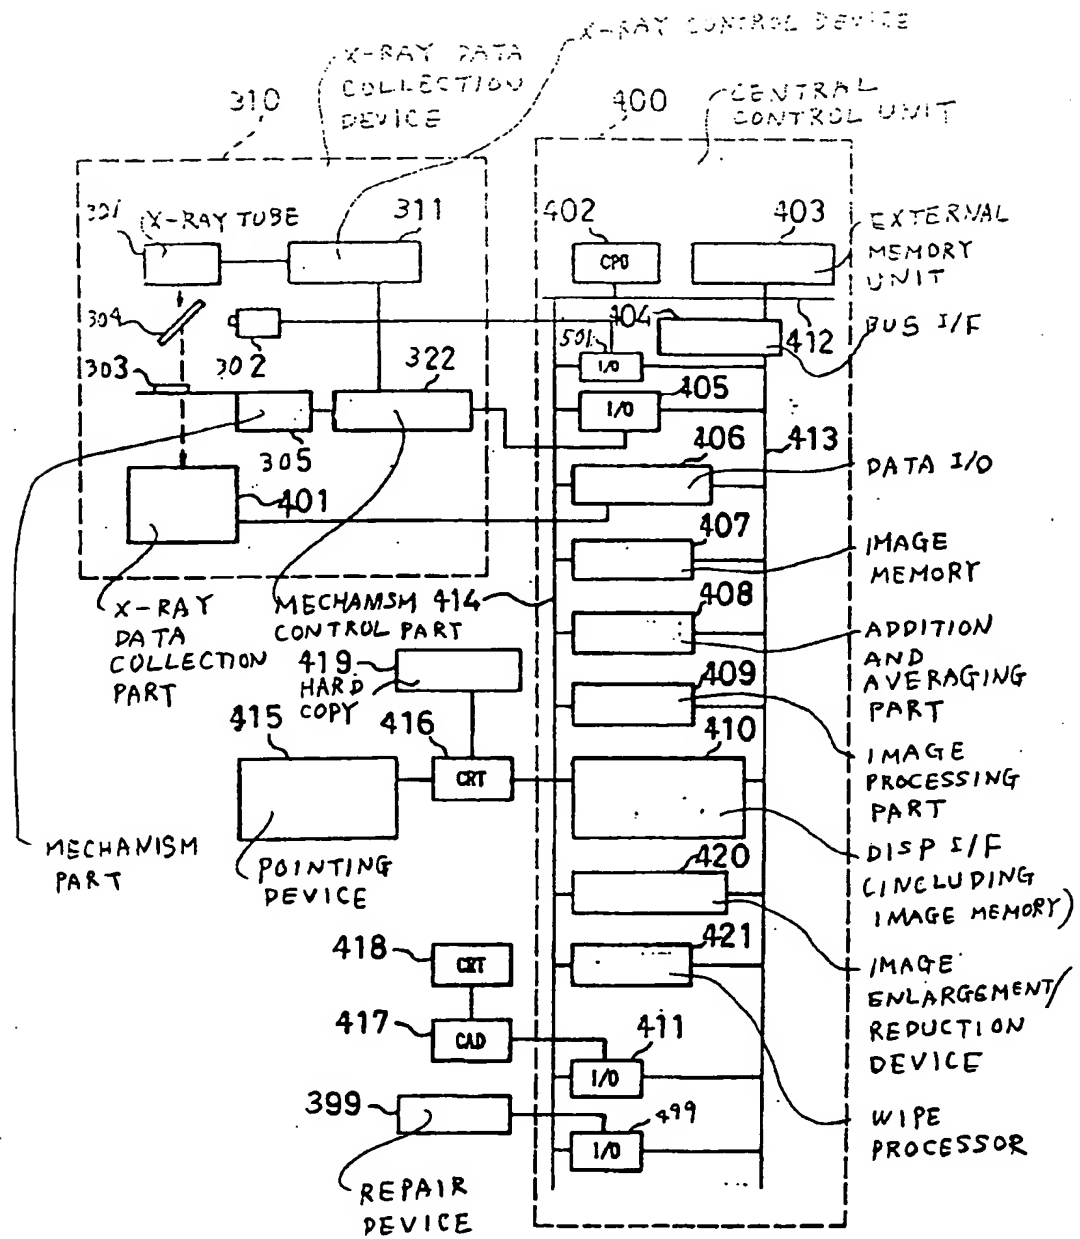 X-RAY CONTROL DEVICE
X-RAY DATA
COLLECTION
DEVICE
310
400
CENTRAL
CONTROL UNIT
301
X-RAY TUBE
311
402
403
EXTERNAL
MEMORY
UNIT
CPU
304
302
404
412
BUS I/F
501
I/O
303
322
405
I/O
305
406
413
DATA I/O
401
407
IMAGE
MEMORY
X-RAY
DATA
COLLECTION
PART
MECHAMSM
CONTROL PART
414
408
ADDITION
AND
AVERAGING
PART
419
HARD
COPY
409
415
416
410
CRT
IMAGE
PROCESSING
PART
MECHANISM
PART
POINTING
DEVICE
DISP I/F
(INCLUDING
IMAGE MEMORY)
420
418
CRT
421
IMAGE
ENLARGEMENT/
REDUCTION
DEVICE
417
CAD
411
I/O
399
499
I/O
WIPE
PROCESSOR
REPAIR
DEVICE